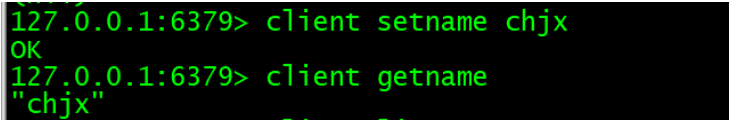 127.0.0.1:6379> client setname chjx
OK
127.0.0.1:6379> client getname
"chjx"